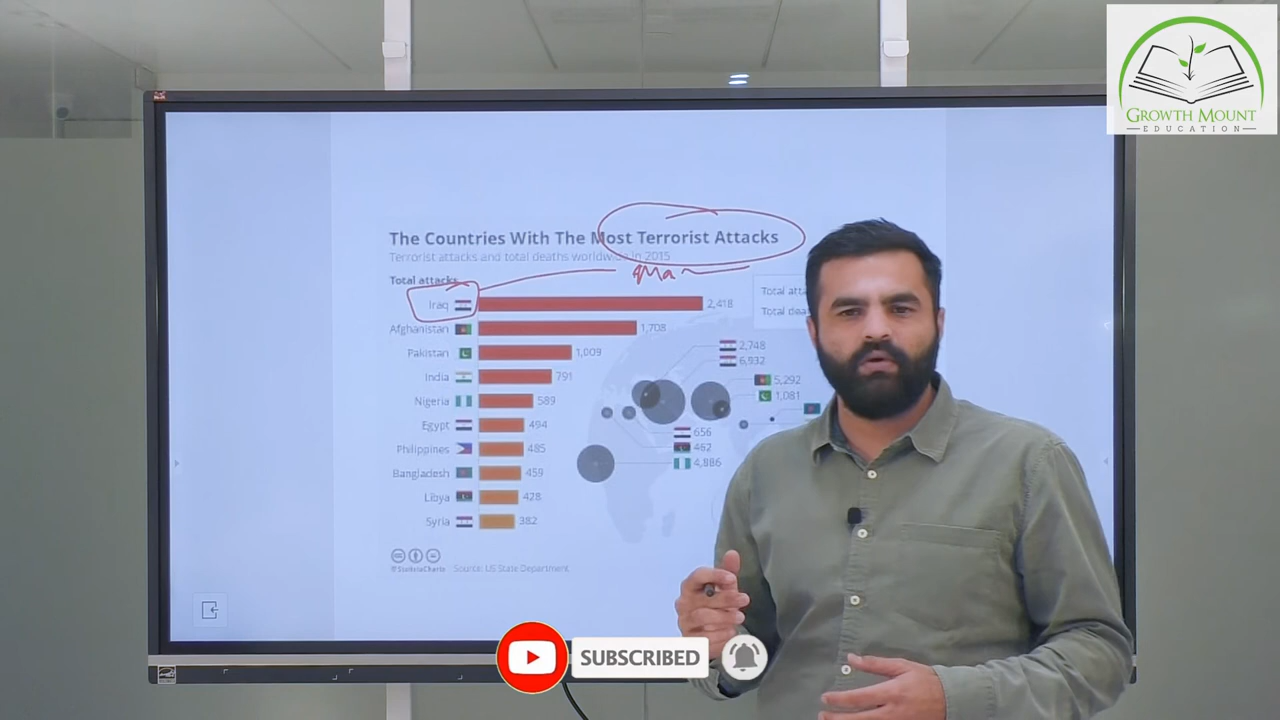 GROWTH MOUNT
EDUCATION
The Countries With The Most Terrorist Attacks
Terrorist attacks and total deaths worldwide in 2015
Total attacks
Iraq 2,418
Afghanistan 1,708
Pakistan 1,009
India 791
Nigeria 589
Egypt 494
Philippines 485
Bangladesh 459
Libya 428
Syria 382
Total
Total
2,748
6,932
5,292
1,081
656
462
4,886
Source: US State Department
SUBSCRIBED